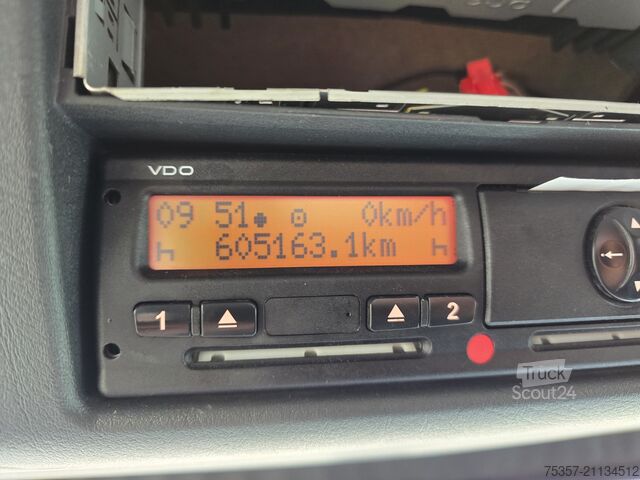 VDO
09 51 0km/h
605163.1km
1 2
Truck
Scout24
75357-21134512